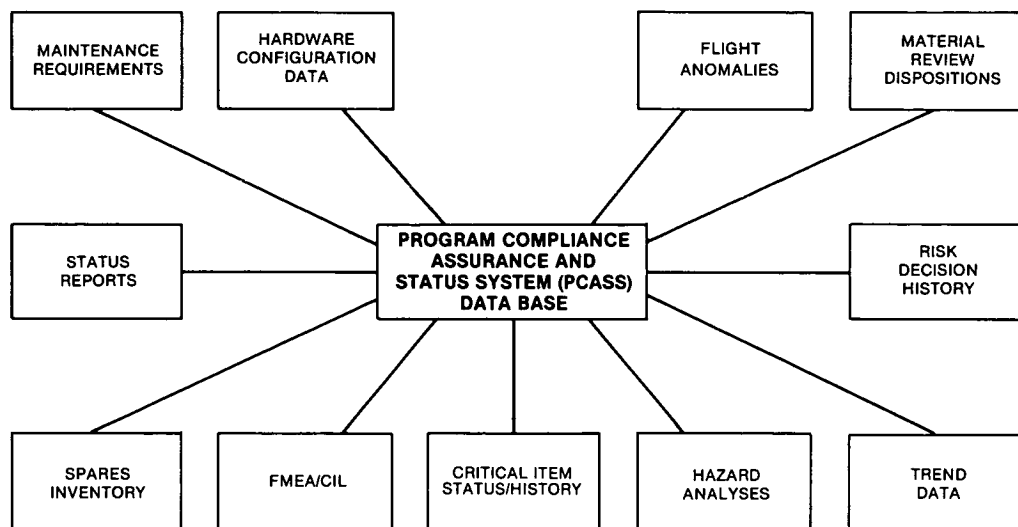 MAINTENANCE
REQUIREMENTS
HARDWARE
CONFIGURATION
DATA
FLIGHT
ANOMALIES
MATERIAL
REVIEW
DISPOSITIONS
STATUS
REPORTS
PROGRAM COMPLIANCE
ASSURANCE AND
STATUS SYSTEM (PCASS)
DATA BASE
RISK
DECISION
HISTORY
SPARES
INVENTORY
FMEA/CIL
CRITICAL ITEM
STATUS/HISTORY
HAZARD
ANALYSES
TREND
DATA